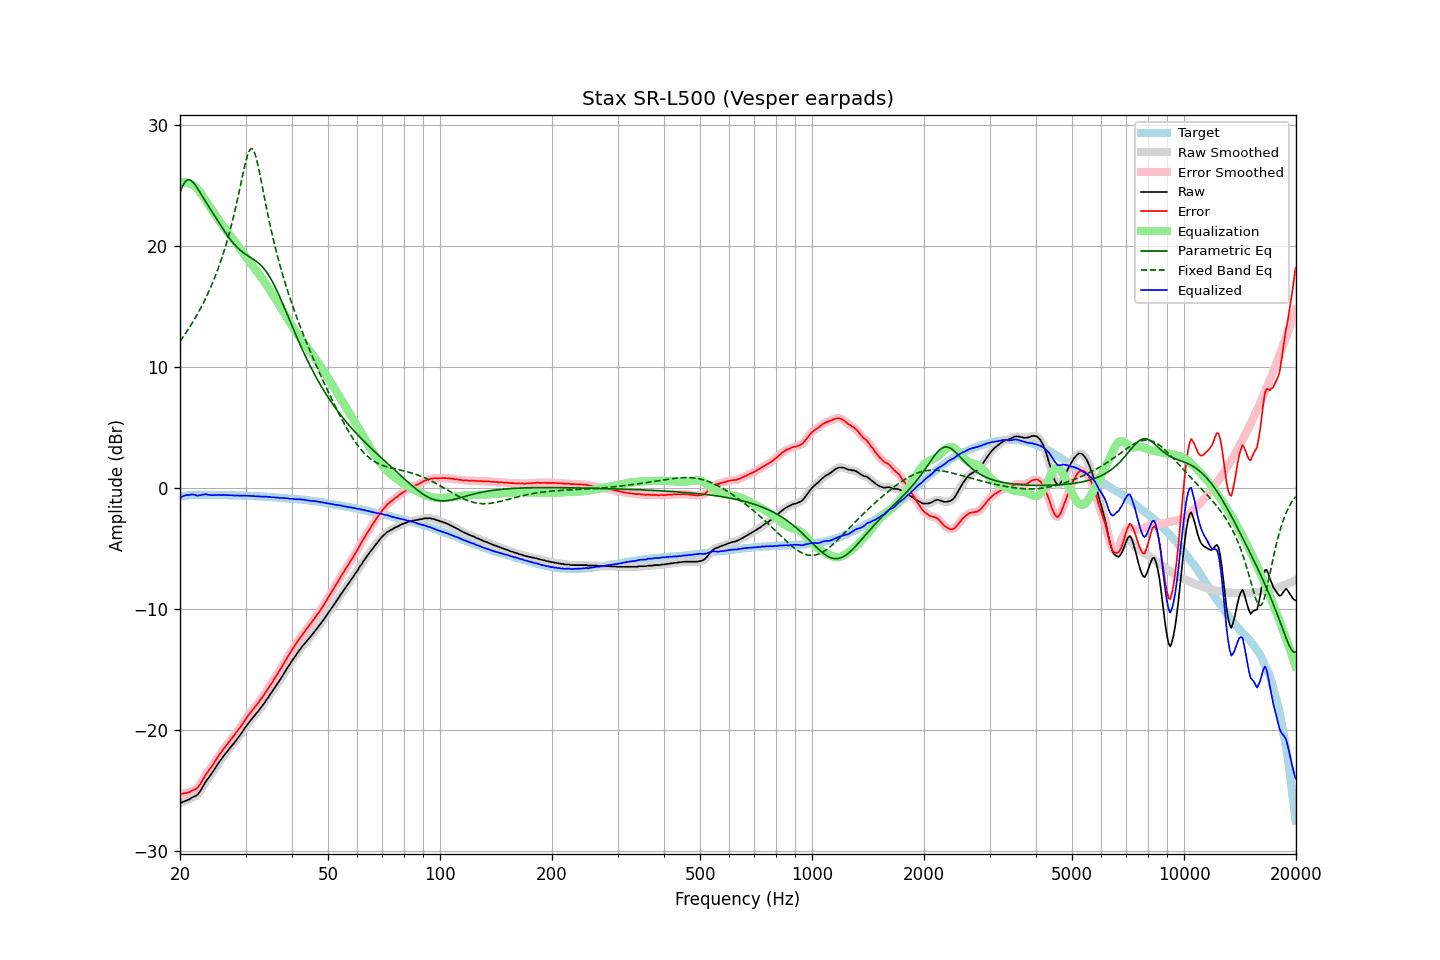 Stax SR-L500 (Vesper earpads)
Amplitude (dBr)
30
20
10
0
−10
−20
−30
Target
Raw Smoothed
Error Smoothed
Raw
Error
Equalization
Parametric Eq
Fixed Band Eq
Equalized
20 50 100 200 500 1000 2000 5000 10000 20000
Frequency (Hz)